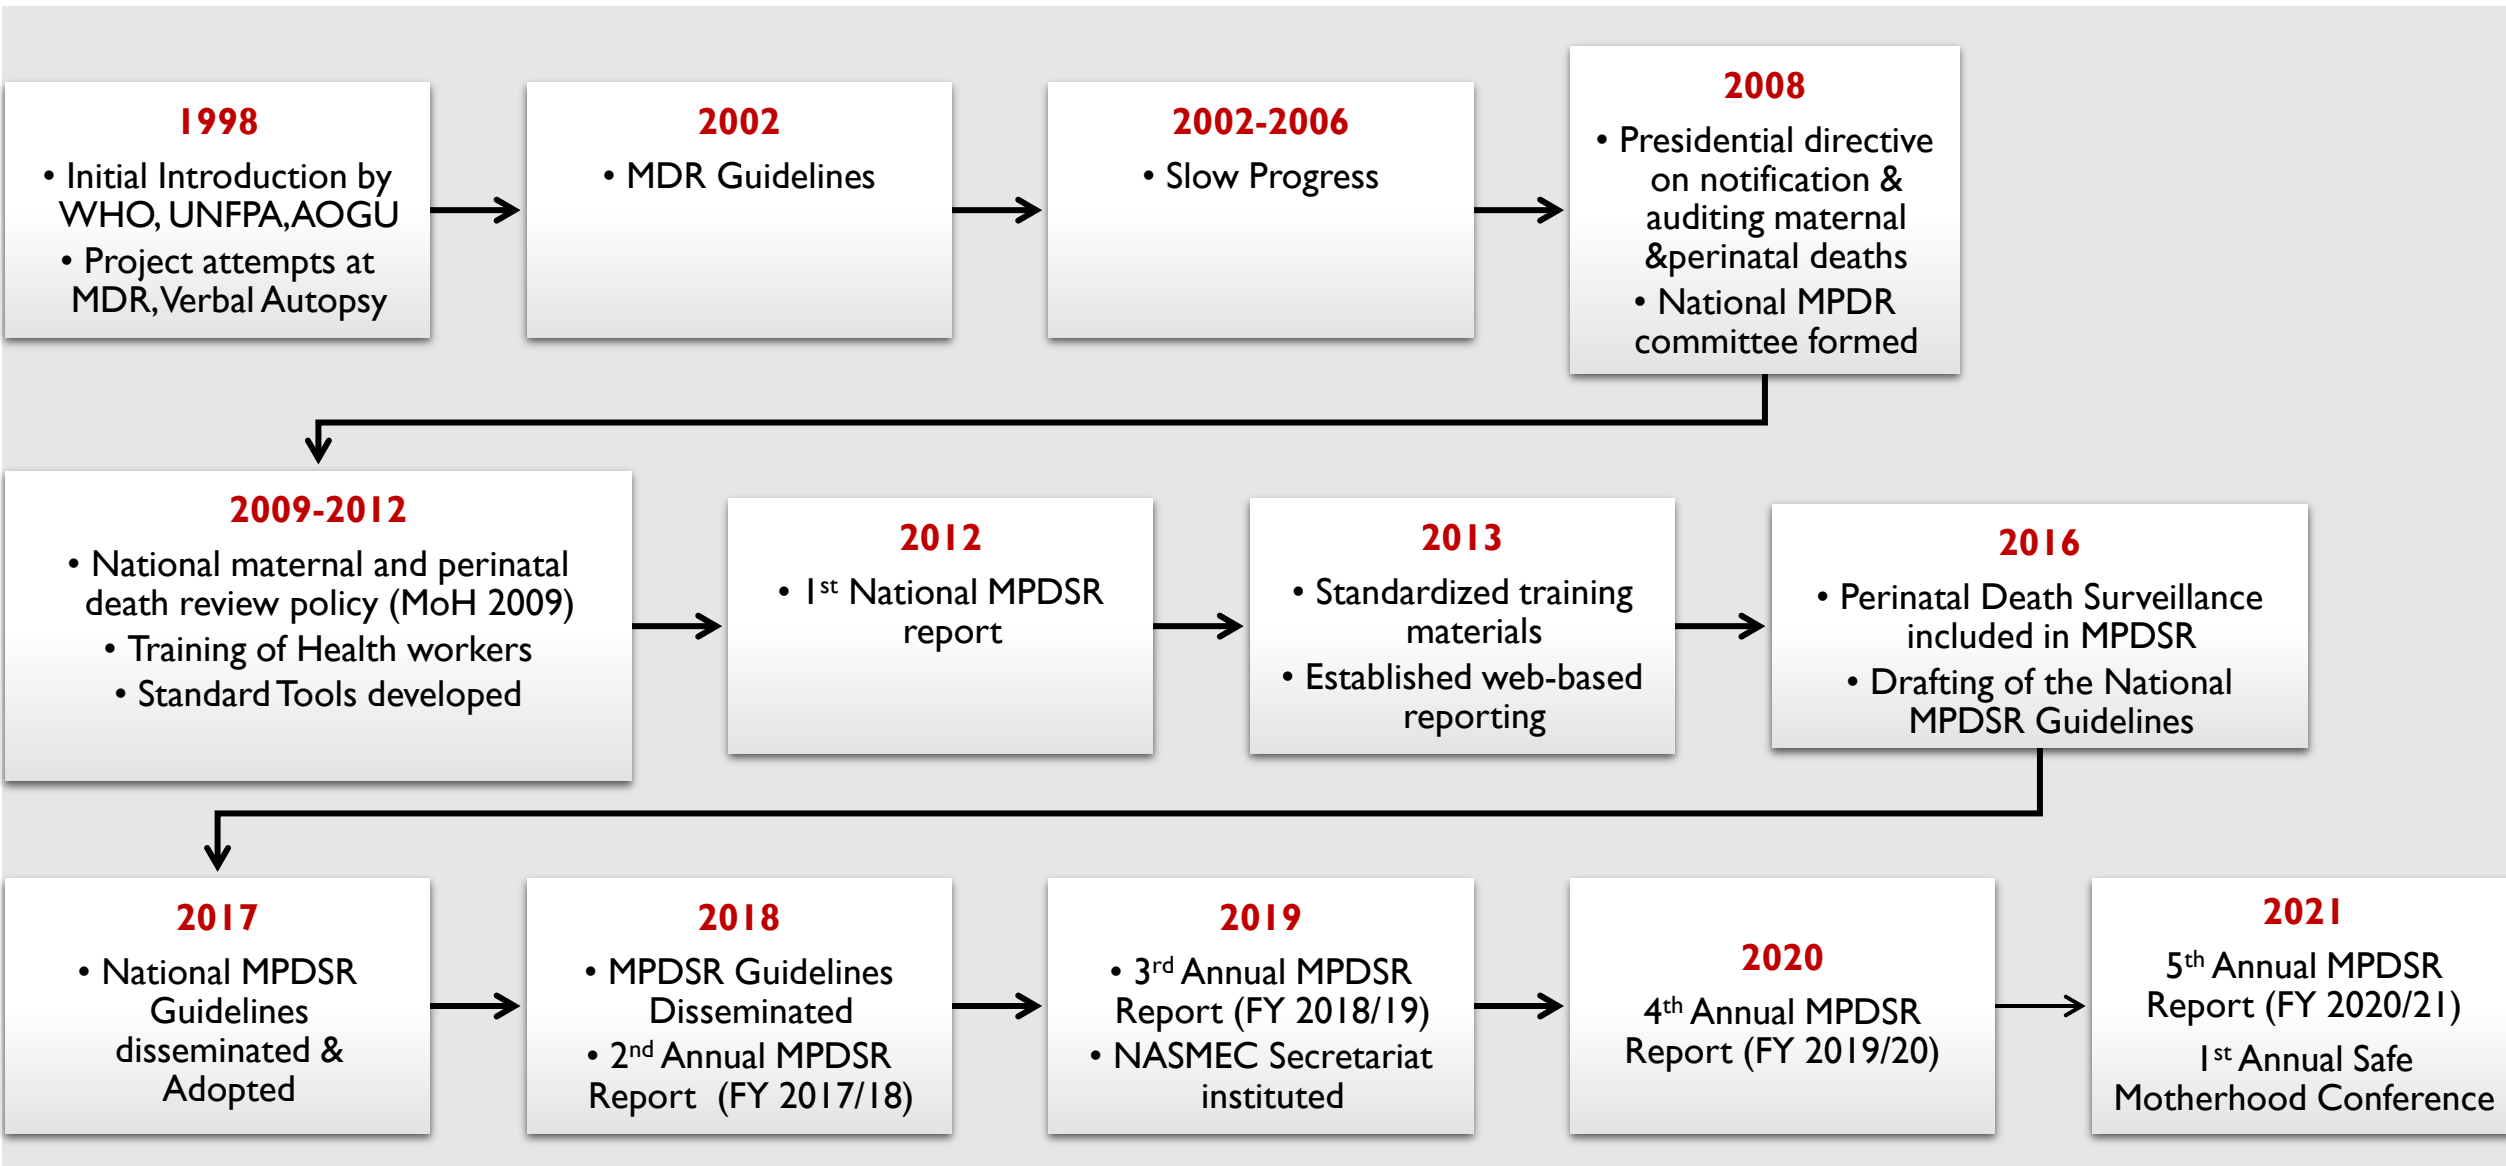 1998
• Initial Introduction by
WHO, UNFPA, AOGU
• Project attempts at
MDR, Verbal Autopsy
2002
• MDR Guidelines
2002-2006
• Slow Progress
2008
• Presidential directive
on notification &
auditing maternal
&perinatal deaths
• National MPDR
committee formed
2009-2012
• National maternal and perinatal
death review policy (MoH 2009)
• Training of Health workers
• Standard Tools developed
2012
• 1st National MPDSR
report
2013
• Standardized training
materials
• Established web-based
reporting
2016
• Perinatal Death Surveillance
included in MPDSR
• Drafting of the National
MPDSR Guidelines
2017
• National MPDSR
Guidelines
disseminated &
Adopted
2018
• MPDSR Guidelines
Disseminated
• 2nd Annual MPDSR
Report (FY 2017/18)
2019
• 3rd Annual MPDSR
Report (FY 2018/19)
• NASMEC Secretariat
instituted
2020
4th Annual MPDSR
Report (FY 2019/20)
2021
5th Annual MPDSR
Report (FY 2020/21)
1st Annual Safe
Motherhood Conference